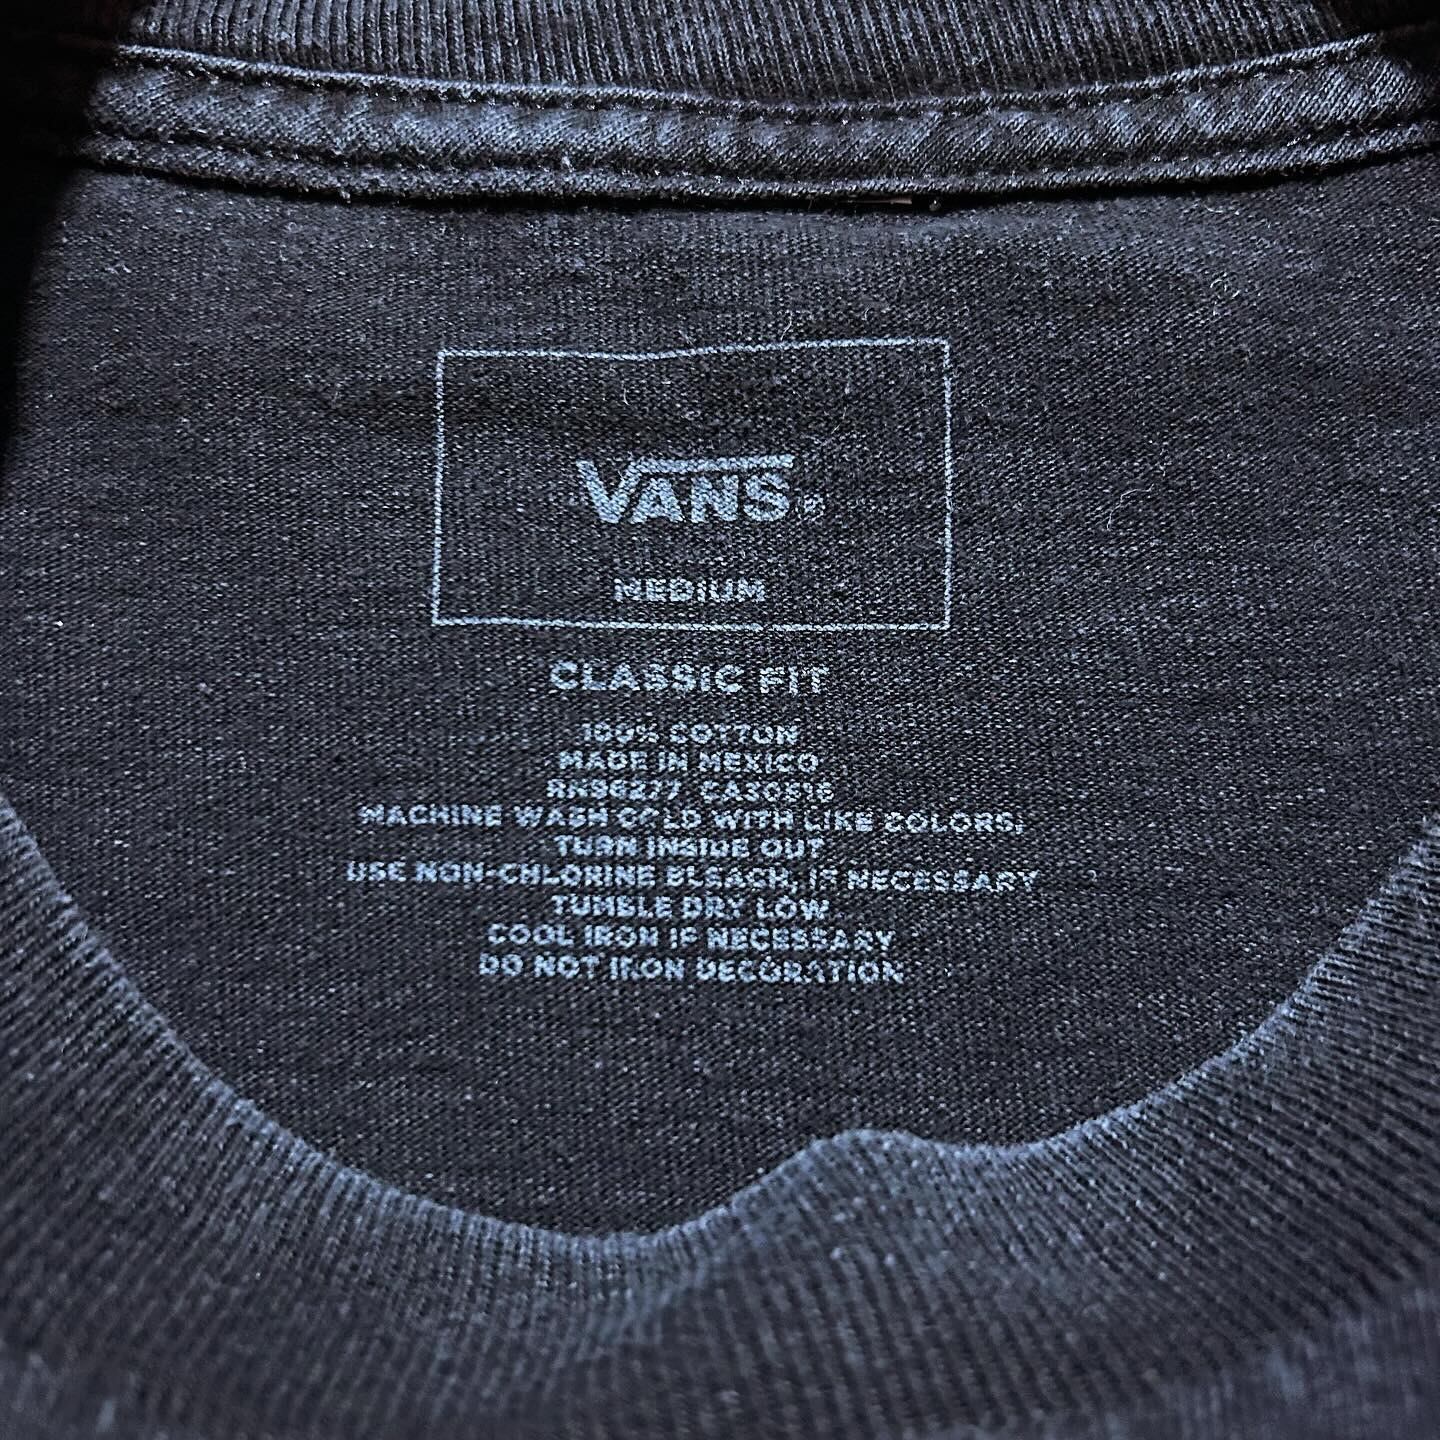 VANS®
MEDIUM
CLASSIC FIT
100% COTTON
MADE IN MEXICO
RN96277, CA30516
MACHINE WASH COLD WITH LIKE COLORS,
TURN INSIDE OUT
USE NON-CHLORINE BLEACH, IF NECESSARY
TUMBLE DRY LOW
COOL IRON IF NECESSARY
DO NOT IRON DECORATION